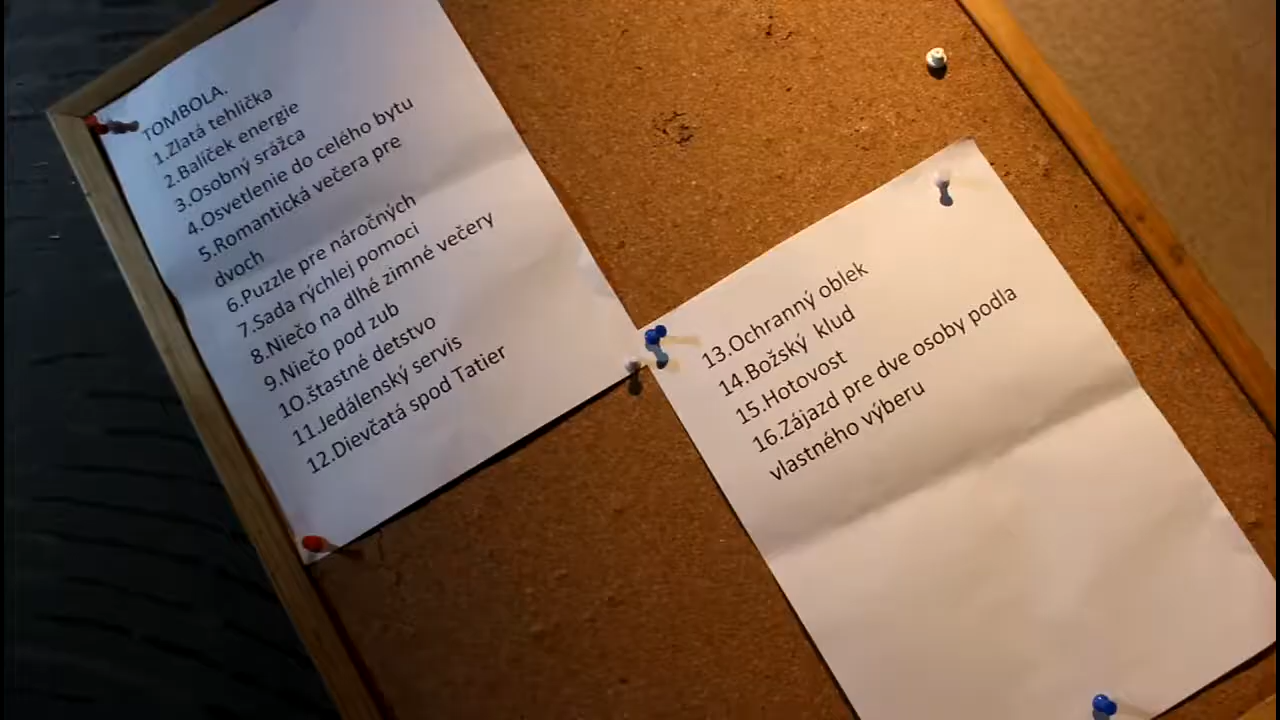 TOMBOLA.
1.Zlatá tehlička
2.Balíček energie
3.Osobný srážca
4.Osvetlenie do celého bytu
5.Romantická večera pre
dvoch
6.Puzzle pre náročných
7.Sada rýchlej pomoci
8.Niečo na dlhé zimné večery
9.Niečo pod zub
10.štastné detstvo
11.Jedálenský servis
12.Dievčatá spod Tatier
13.Ochranný oblek
14.Božský klud
15.Hotovost
16.Zájazd pre dve osoby podla
vlastného výberu